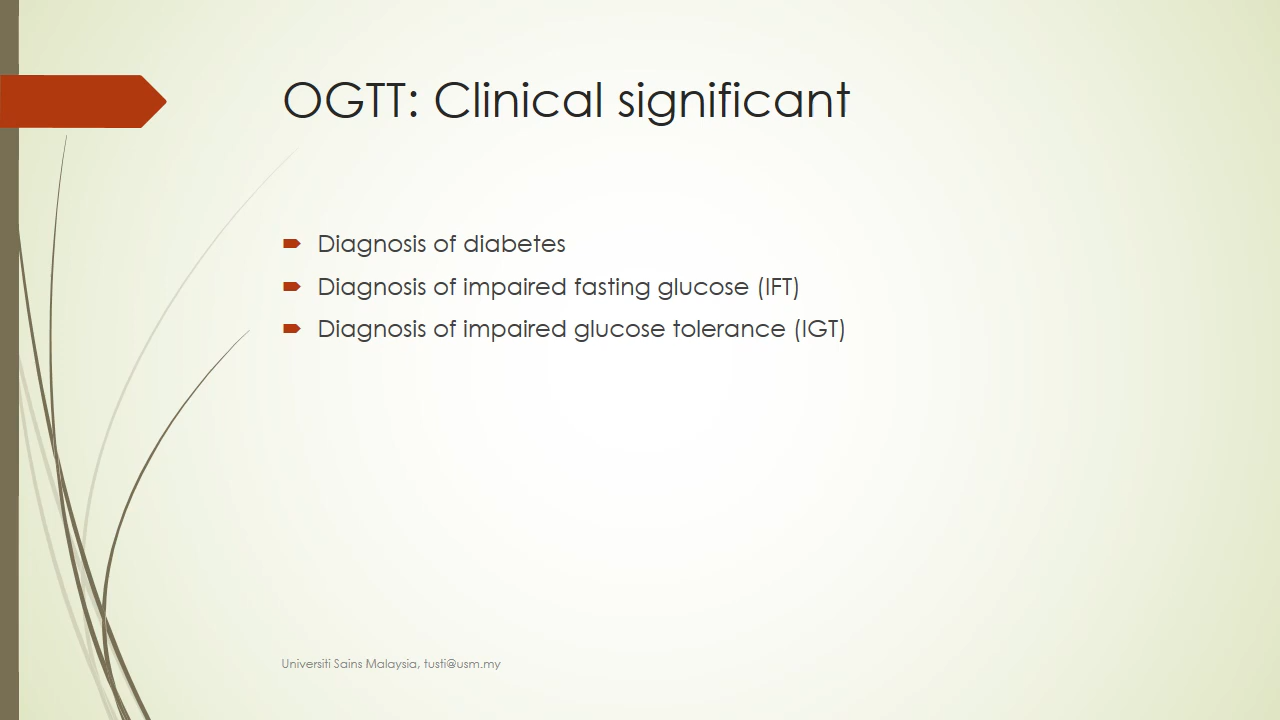 OGTT: Clinical significant
Diagnosis of diabetes
Diagnosis of impaired fasting glucose (IFT)
Diagnosis of impaired glucose tolerance (IGT)
Universiti Sains Malaysia, tusti@usm.my